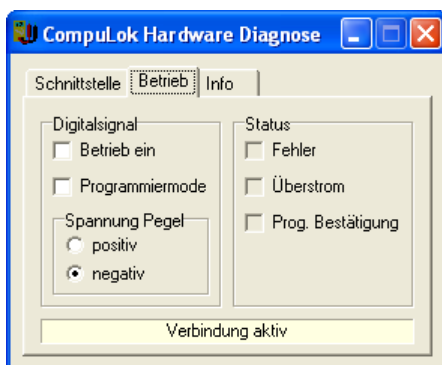 CompuLok Hardware Diagnose
Schnittstelle Betrieb Info
Digitalsignal
Betrieb ein
Programmiermode
Spannung Pegel
positiv
negativ
Status
Fehler
Überstrom
Prog. Bestätigung
Verbindung aktiv